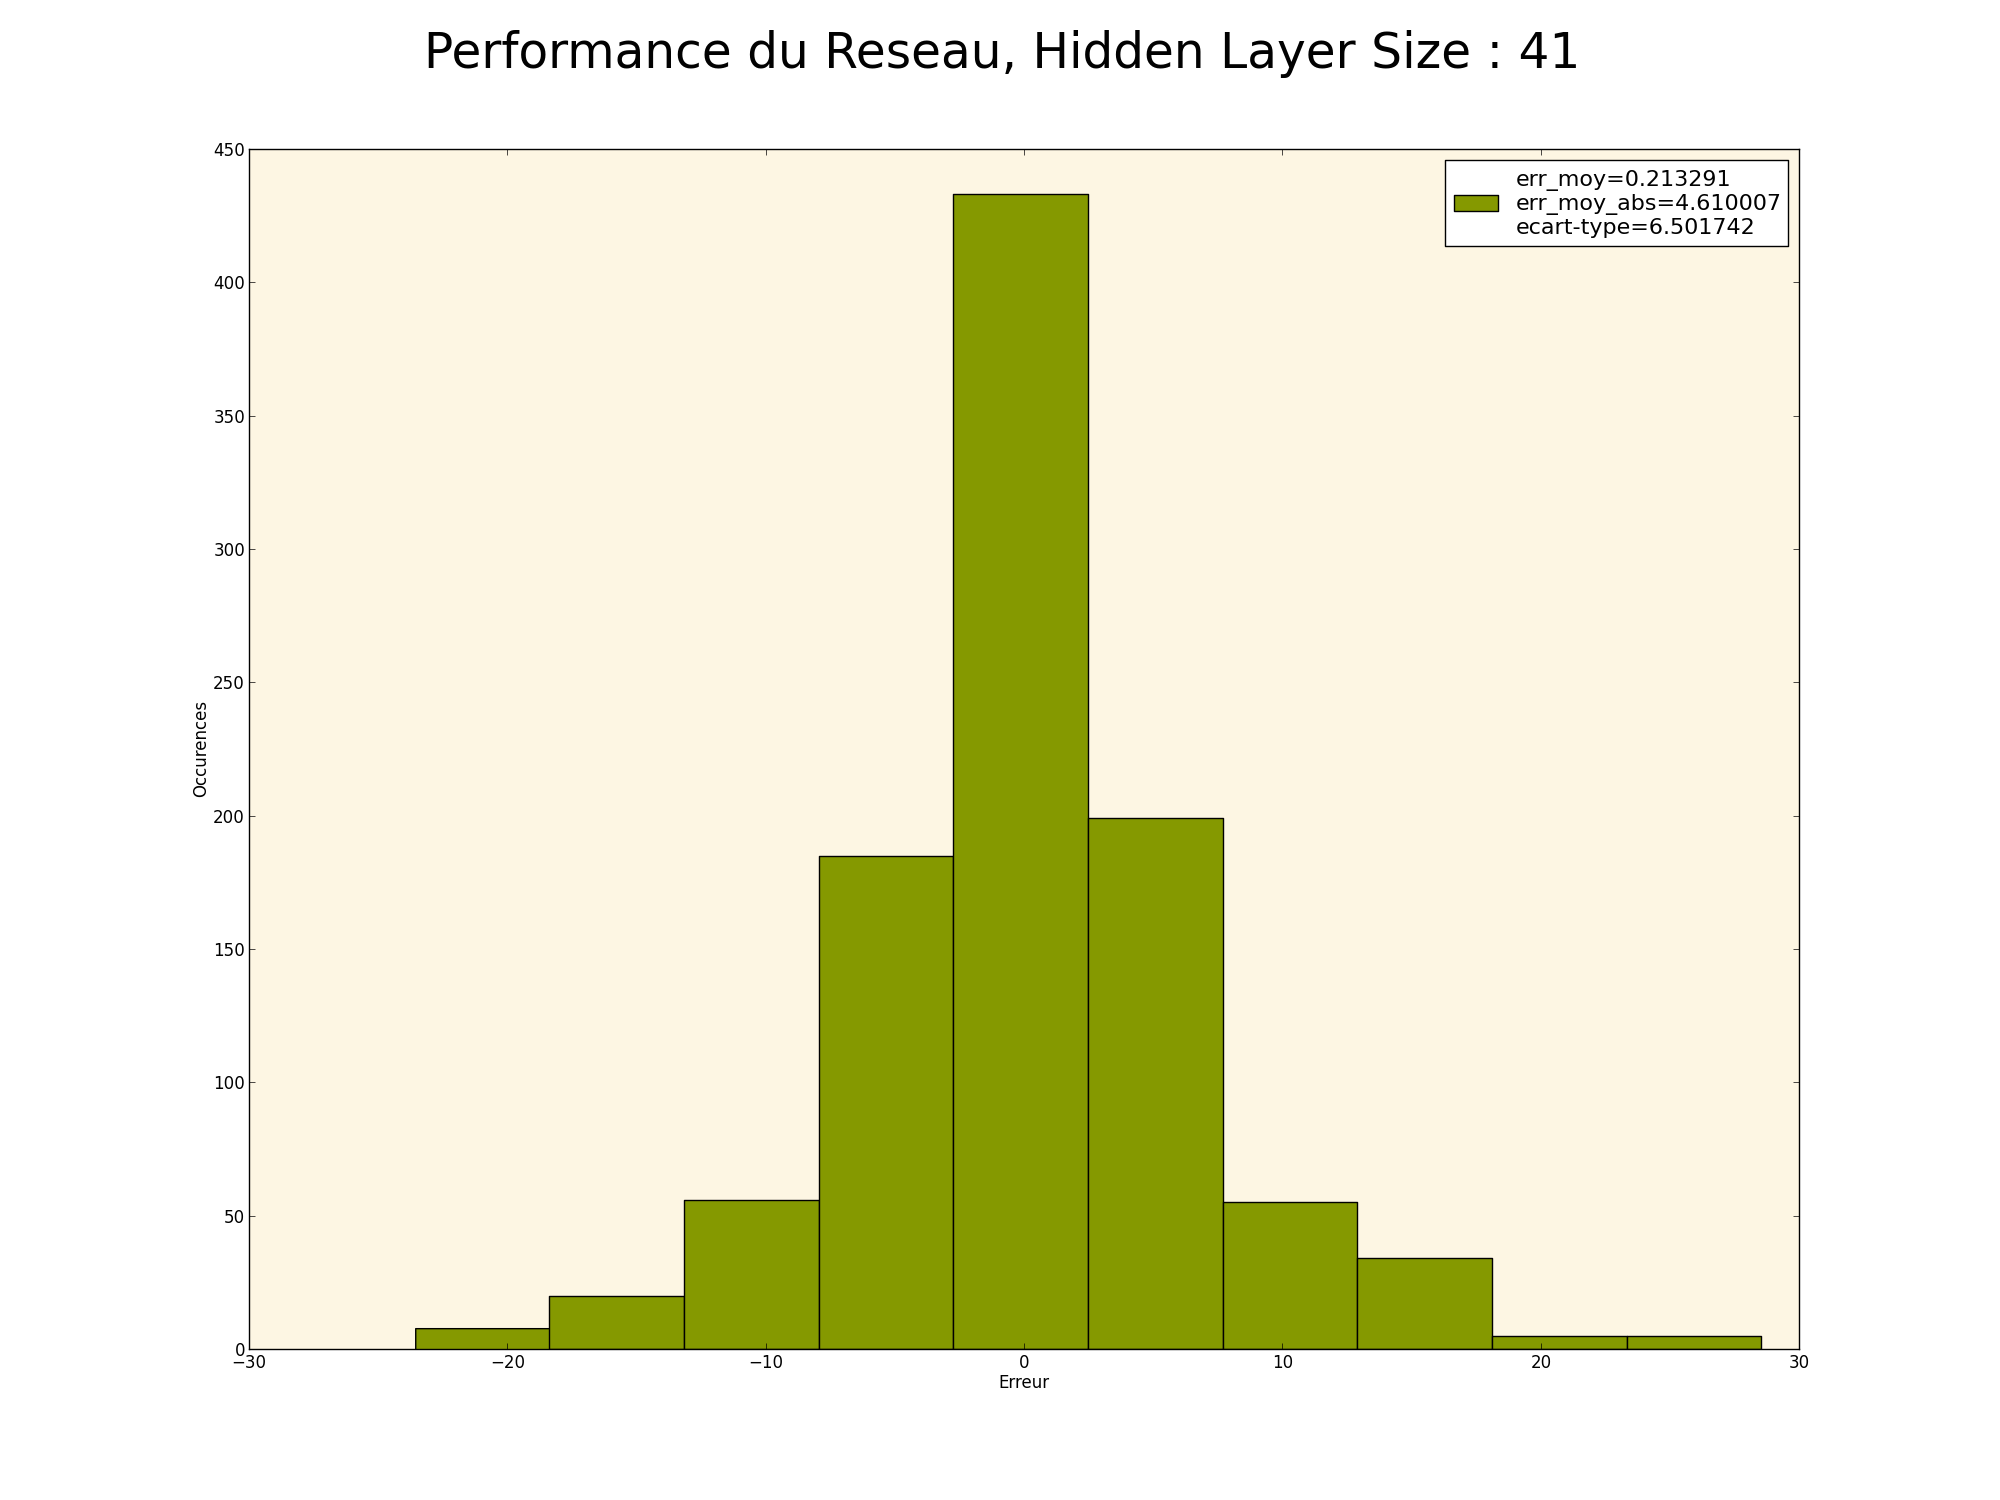 Performance du Reseau, Hidden Layer Size : 41
err_moy=0.213291
err_moy_abs=4.610007
ecart-type=6.501742
450
400
350
300
250
200
150
100
50
0
Occurences
−30
−20
−10
0
10
20
30
Erreur